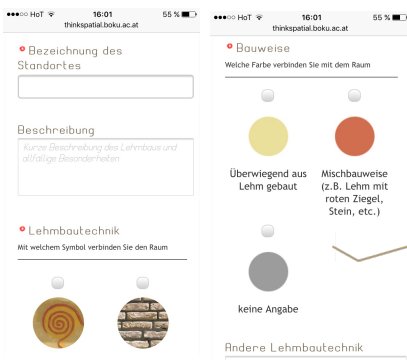 ●●●○○ HoT 16:01 55 %
thinkspatial.boku.ac.at
Bezeichnung des
Standortes
Beschreibung
Kurze Beschreibung des Lehmbaus und
allfällige Besonderheiten
Lehmbautechnik
Mit welchem Symbol verbinden Sie den Raum
●●●○○ HoT 16:01 55 %
thinkspatial.boku.ac.at
Bauweise
Welche Farbe verbinden Sie mit dem Raum
Überwiegend aus
Lehm gebaut
Mischbauweise
(z.B. Lehm mit
roten Ziegel,
Stein, etc.)
keine Angabe
Andere Lehmbautechnik